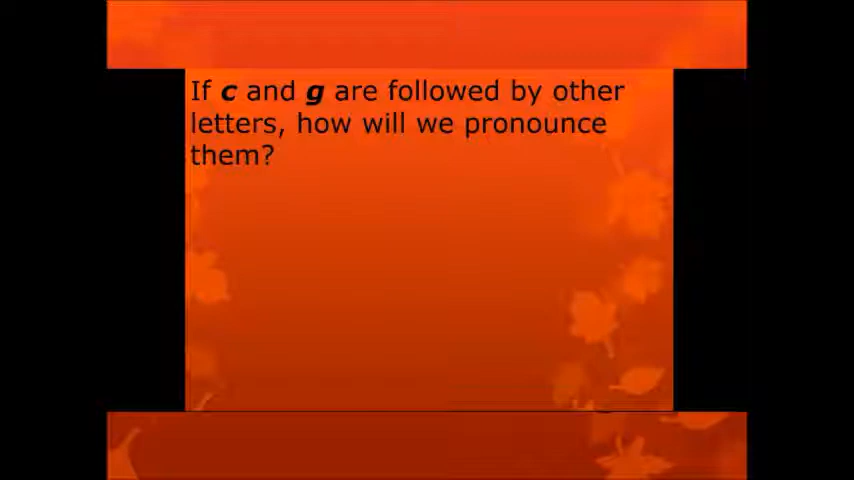 If c and g are followed by other
letters, how will we pronounce
them?